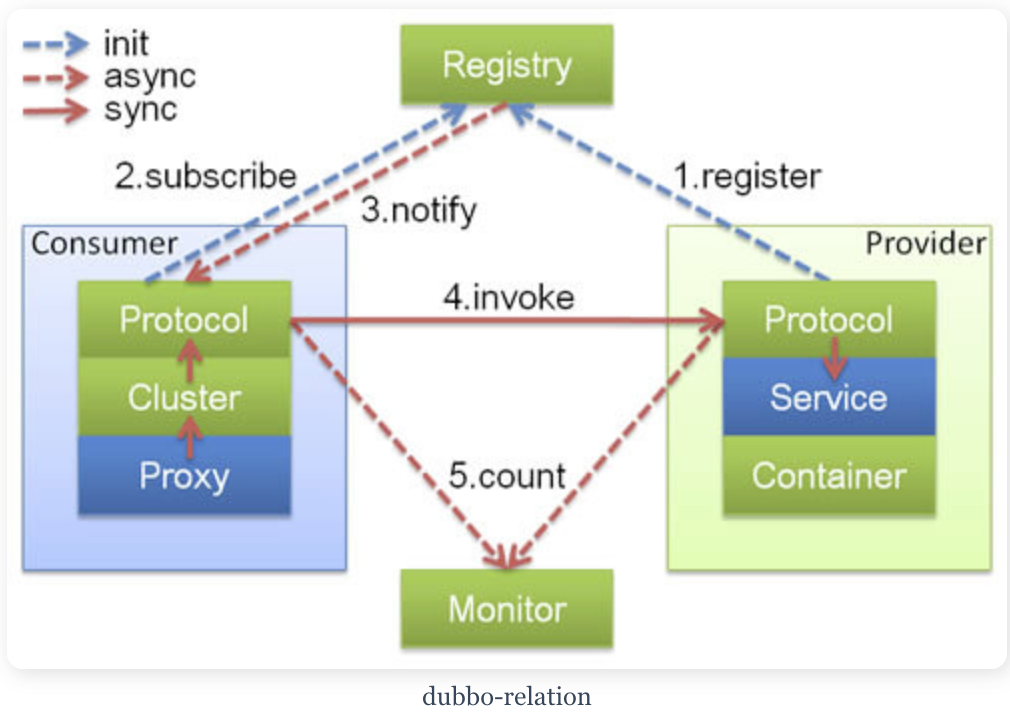 init
async
sync
Registry
2.subscribe
1.register
3.notify
Consumer
Provider
4.invoke
Protocol
Protocol
Cluster
Service
Proxy
Container
5.count
Monitor
dubbo-relation